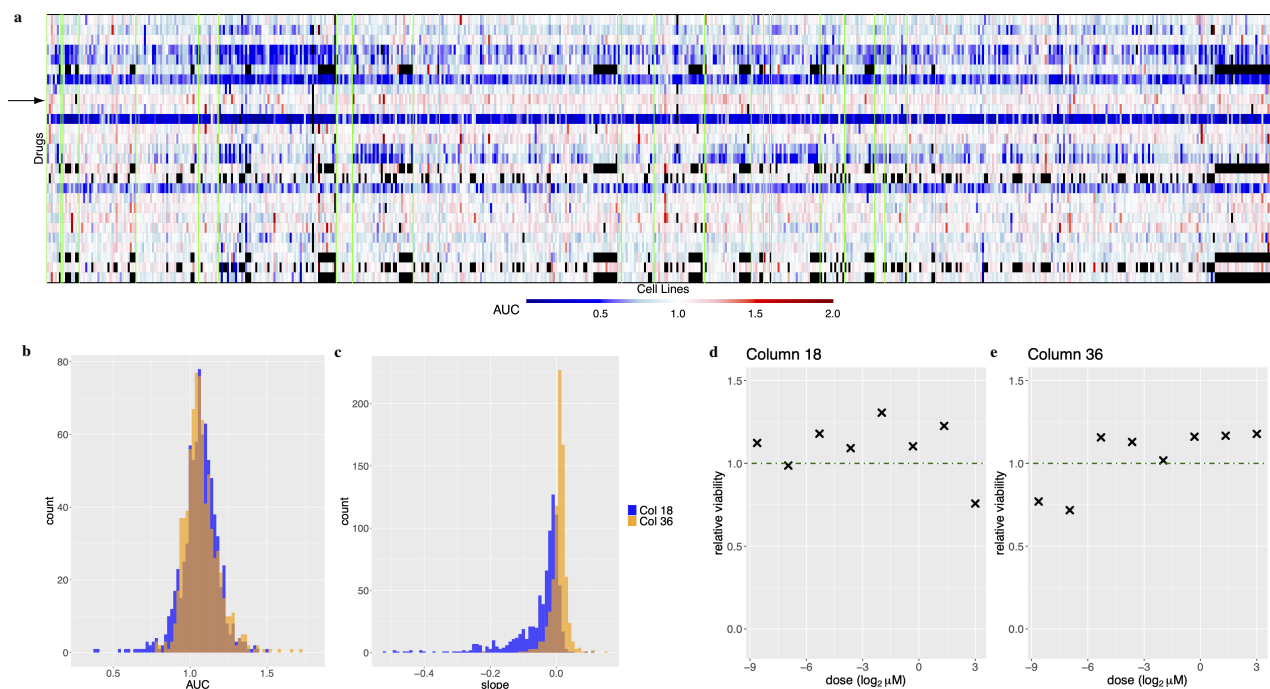 a
Drugs
Cell Lines
AUC
0.5 1.0 1.5 2.0
b
80
60
40
20
0
count
0.5 1.0 1.5
AUC
c
200
150
100
50
0
count
−0.4 −0.2 0.0
slope
Col 18
Col 36
d Column 18
1.5
1.0
0.5
0.0
relative viability
−9 −6 −3 0 3
dose (log2 μM)
e Column 36
1.5
1.0
0.5
0.0
relative viability
−9 −6 −3 0 3
dose (log2 μM)